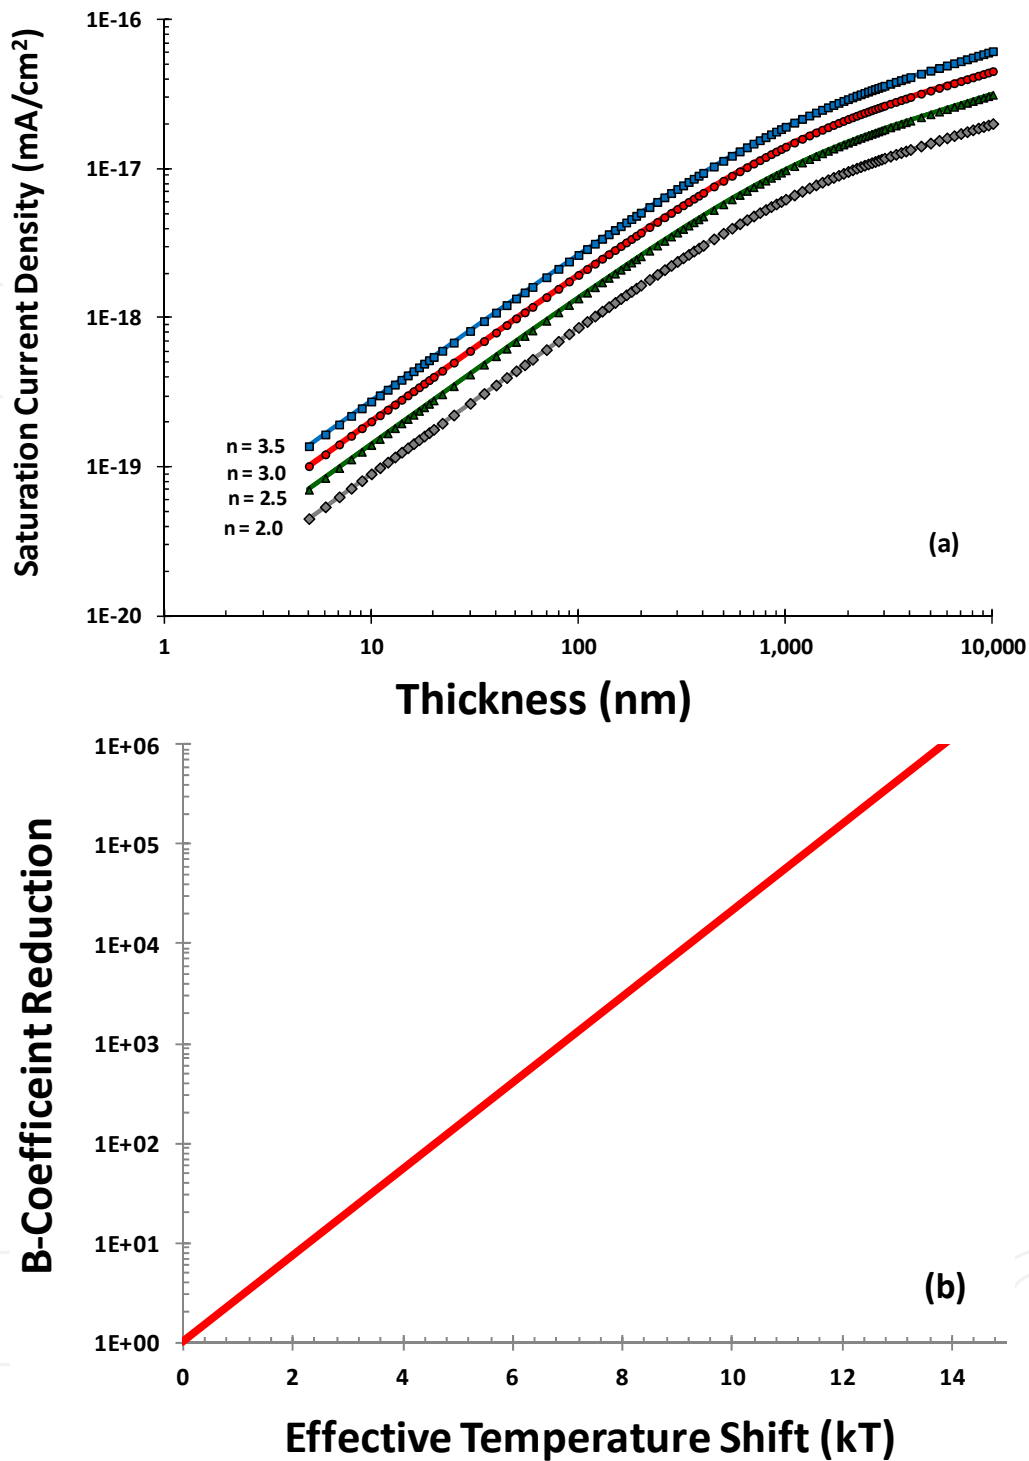 Saturation Current Density (mA/cm²)
1E-16
1E-17
1E-18
1E-19
1E-20
n = 3.5
n = 3.0
n = 2.5
n = 2.0
(a)
1
10
100
1,000
10,000
Thickness (nm)
B-Coefficeint Reduction
1E+06
1E+05
1E+04
1E+03
1E+02
1E+01
1E+00
(b)
0
2
4
6
8
10
12
14
Effective Temperature Shift (kT)